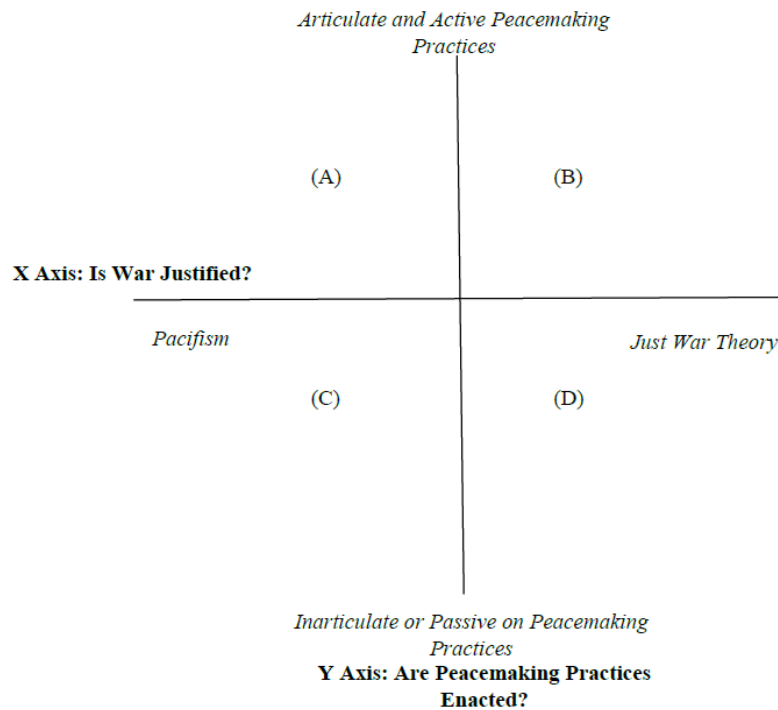 Articulate and Active Peacemaking
Practices
(A)
(B)
X Axis: Is War Justified?
Pacifism
Just War Theory
(C)
(D)
Inarticulate or Passive on Peacemaking
Practices
Y Axis: Are Peacemaking Practices
Enacted?